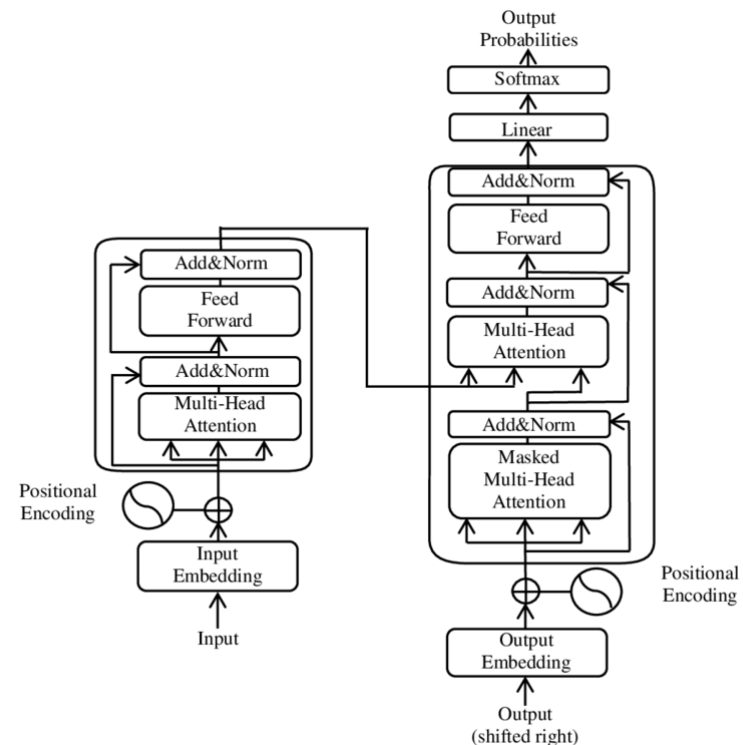 Output
Probabilities
Softmax
Linear
Add&Norm
Feed
Forward
Add&Norm
Multi-Head
Attention
Add&Norm
Masked
Multi-Head
Attention
Positional
Encoding
Output
Embedding
Output
(shifted right)
Add&Norm
Feed
Forward
Add&Norm
Multi-Head
Attention
Positional
Encoding
Input
Embedding
Input